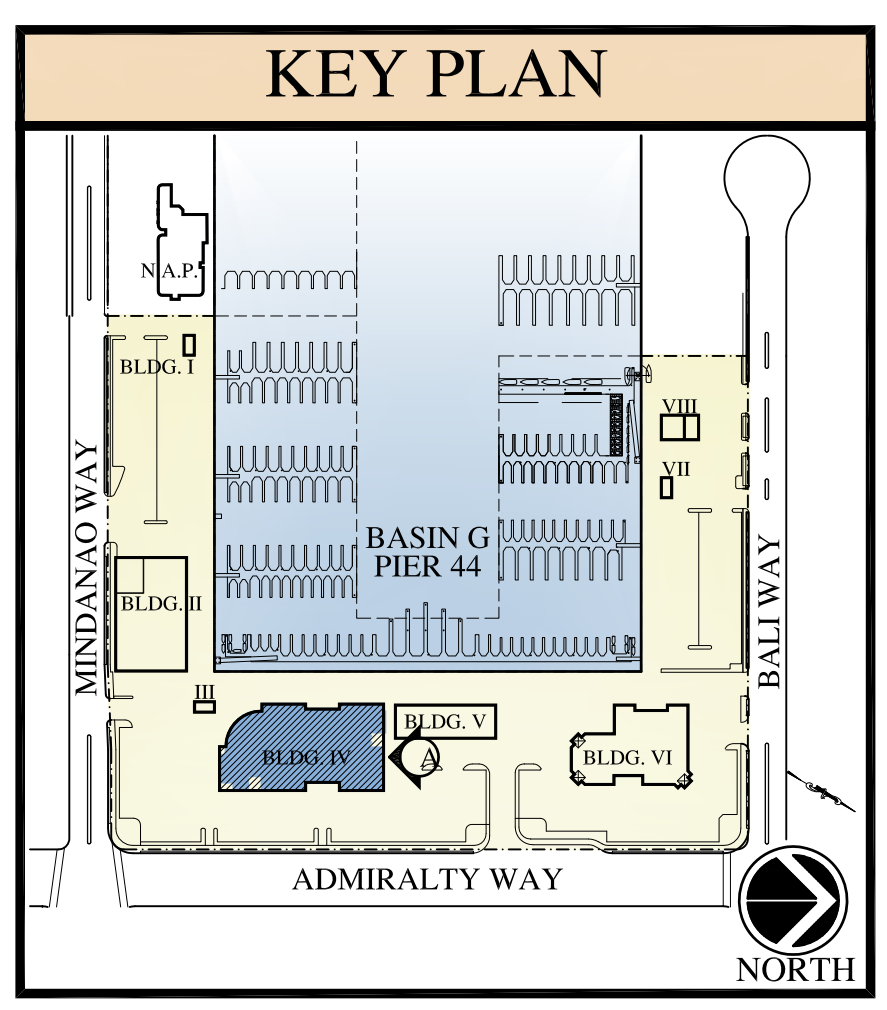 KEY PLAN
N.A.P.
BLDG. I
VIII
VII
MINDANAO WAY
BASIN G
PIER 44
BALI WAY
BLDG. II
III
BLDG. V
BLDG. IV
A
BLDG. VI
ADMIRALTY WAY
NORTH